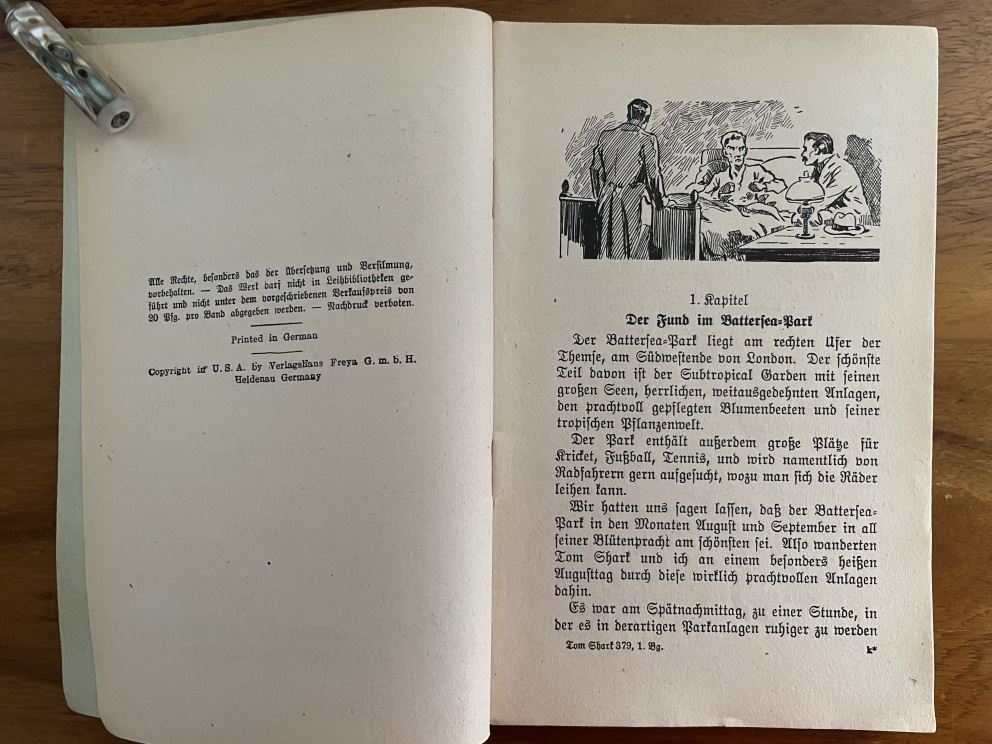 Alle Rechte, besonders das der Übersetzung und Verfilmung,
vorbehalten. — Das Werk darf nicht in Leihbibliotheken ge-
führt und nicht unter dem vorgeschriebenen Verkaufspreis von
20 Pfg. pro Band abgegeben werden. — Nachdruck verboten.
Printed in German
Copyright in U. S. A. by Verlagshaus Freya G. m. b. H.
Heidenau Germany
1. Kapitel
Der Fund im Battersea-Park
Der Battersea-Park liegt am rechten Ufer der
Themse, am Südwestende von London. Der schönste
Teil davon ist der Subtropical Garden mit seinen
großen Seen, herrlichen, weitausgedehnten Anlagen,
den prachtvoll gepflegten Blumenbeeten und seiner
tropischen Pflanzenwelt.
Der Park enthält außerdem große Plätze für
Kricket, Fußball, Tennis, und wird namentlich von
Radfahrern gern aufgesucht, wozu man sich die Räder
leihen kann.
Wir hatten uns sagen lassen, daß der Battersea-
Park in den Monaten August und September in all
seiner Blütenpracht am schönsten sei. Also wanderten
Tom Shark und ich an einem besonders heißen
Augusttag durch diese wirklich prachtvollen Anlagen
dahin.
Es war am Spätnachmittag, zu einer Stunde, in
der es in derartigen Parkanlagen ruhiger zu werden
Tom Shark 379, 1. Bg.